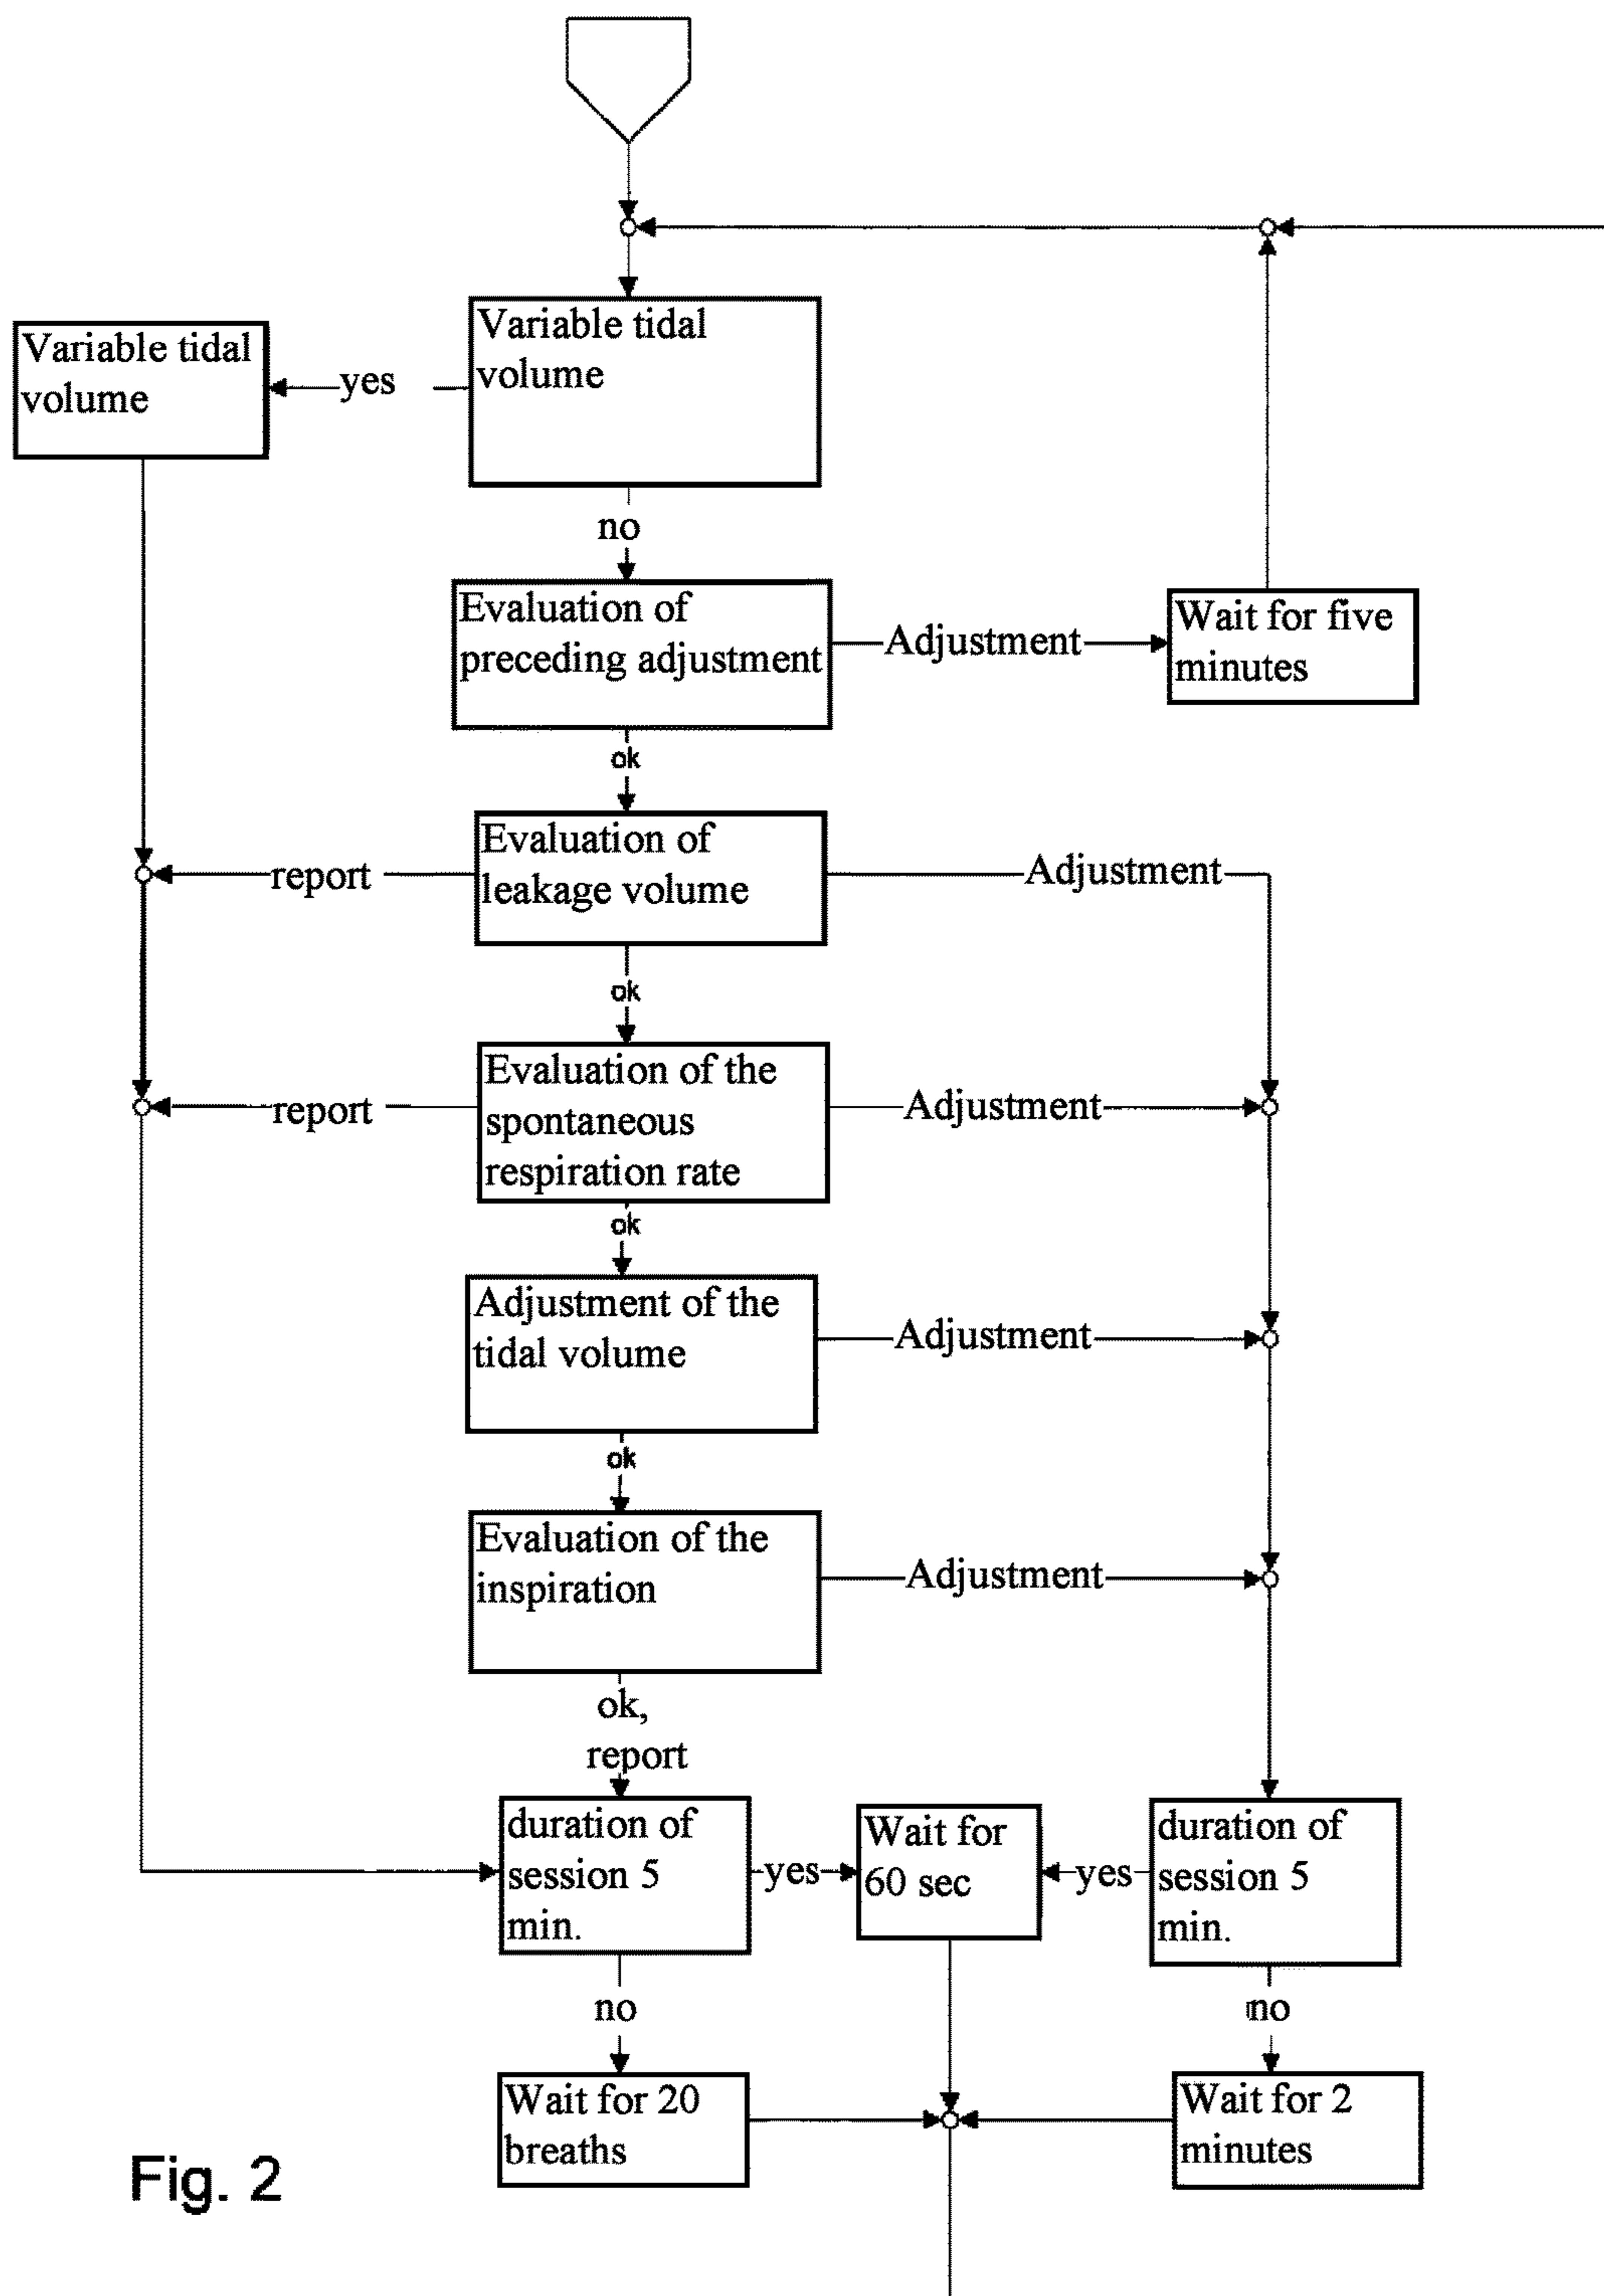 Variable tidal
volume
yes
Variable tidal
volume
no
Evaluation of
preceding adjustment
Adjustment
Wait for five
minutes
ok
Evaluation of
leakage volume
report
Adjustment
ok
Evaluation of the
spontaneous
respiration rate
report
Adjustment
ok
Adjustment of the
tidal volume
Adjustment
ok
Evaluation of the
inspiration
Adjustment
ok,
report
duration of
session 5
min.
yes
Wait for
60 sec
yes
duration of
session 5
min.
no
no
Wait for 20
breaths
Wait for 2
minutes
Fig. 2